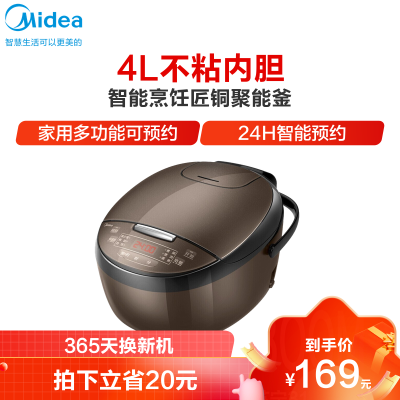 Midea
智慧生活可以更美的
4L不粘内胆
智能烹饪匠铜聚能釜
家用多功能可预约
24H智能预约
365天换新机
拍下立省20元
到手价
¥169元